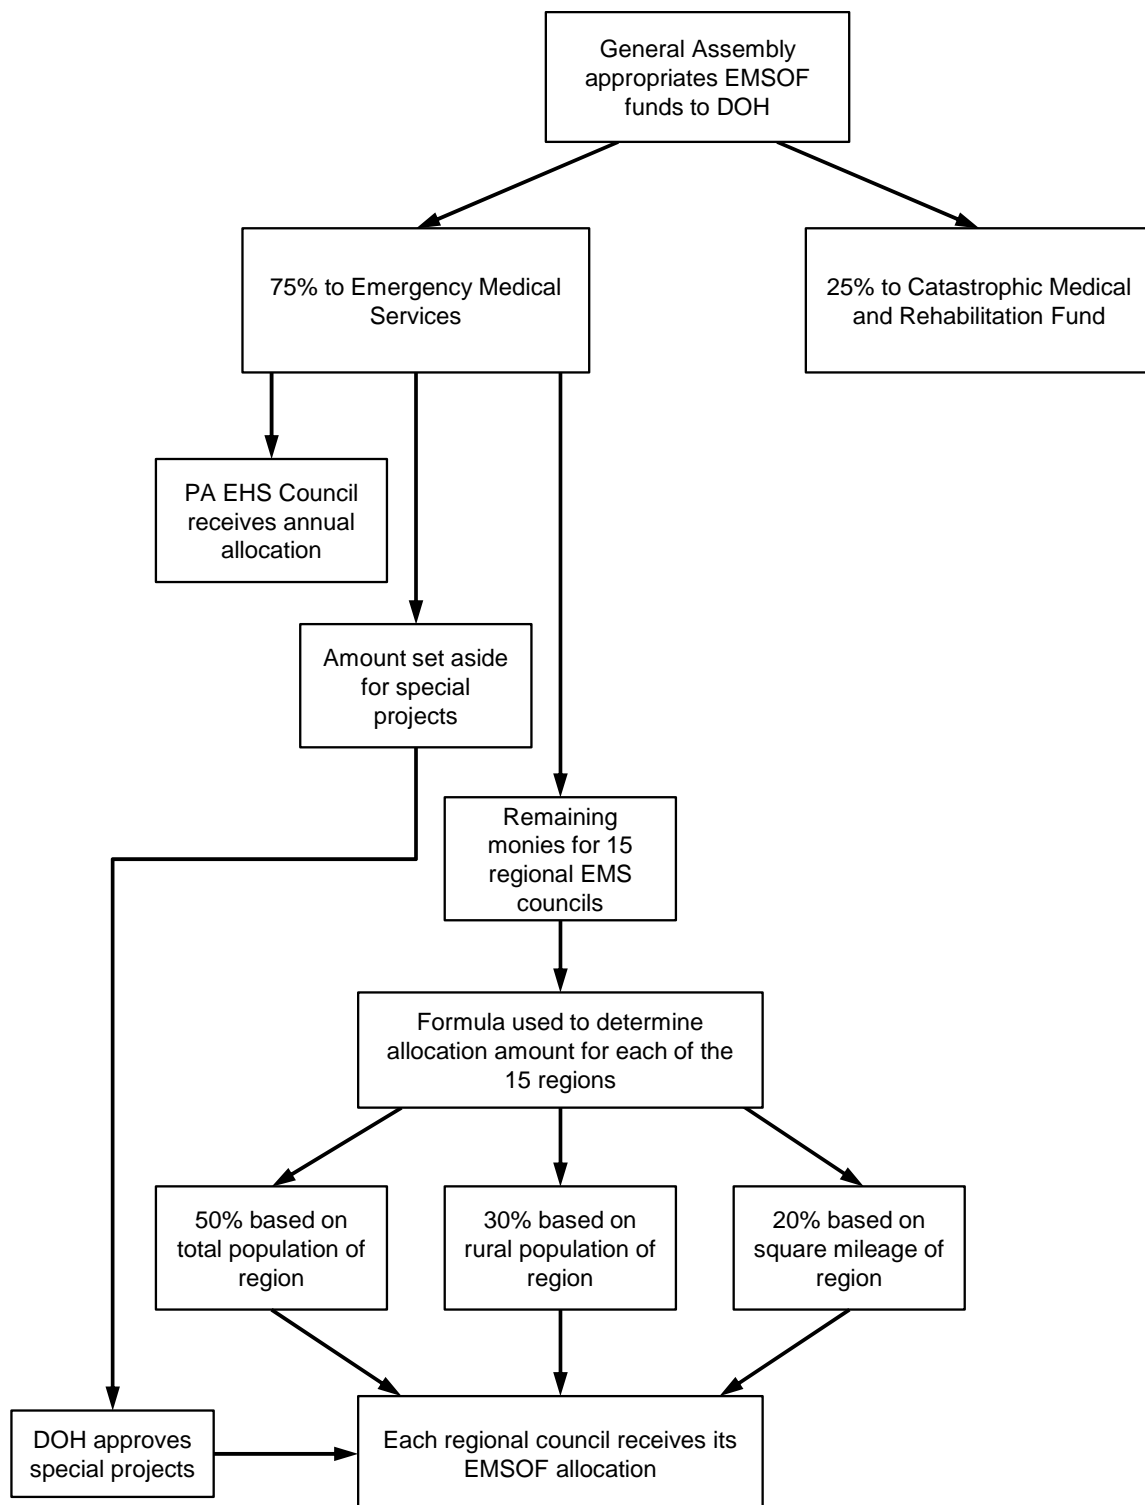 General Assembly
appropriates EMSOF
funds to DOH
75% to Emergency Medical
Services
25% to Catastrophic Medical
and Rehabilitation Fund
PA EHS Council
receives annual
allocation
Amount set aside
for special
projects
Remaining
monies for 15
regional EMS
councils
Formula used to determine
allocation amount for each of the
15 regions
50% based on
total population of
region
30% based on
rural population of
region
20% based on
square mileage of
region
DOH approves
special projects
Each regional council receives its
EMSOF allocation